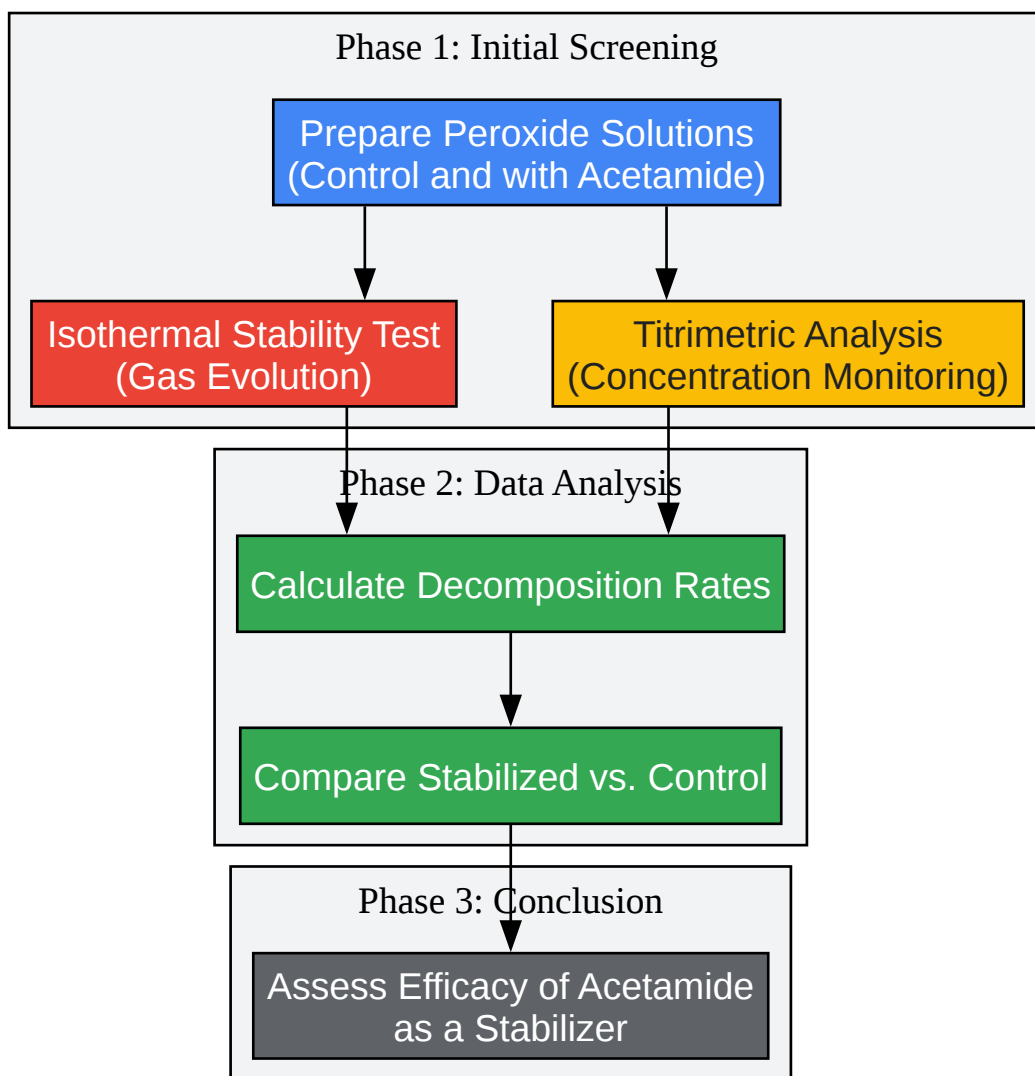 Phase 1: Initial Screening
Prepare Peroxide Solutions
(Control and with Acetamide)
Isothermal Stability Test
(Gas Evolution)
Titrimetric Analysis
(Concentration Monitoring)
Phase 2: Data Analysis
Calculate Decomposition Rates
Compare Stabilized vs. Control
Phase 3: Conclusion
Assess Efficacy of Acetamide
as a Stabilizer